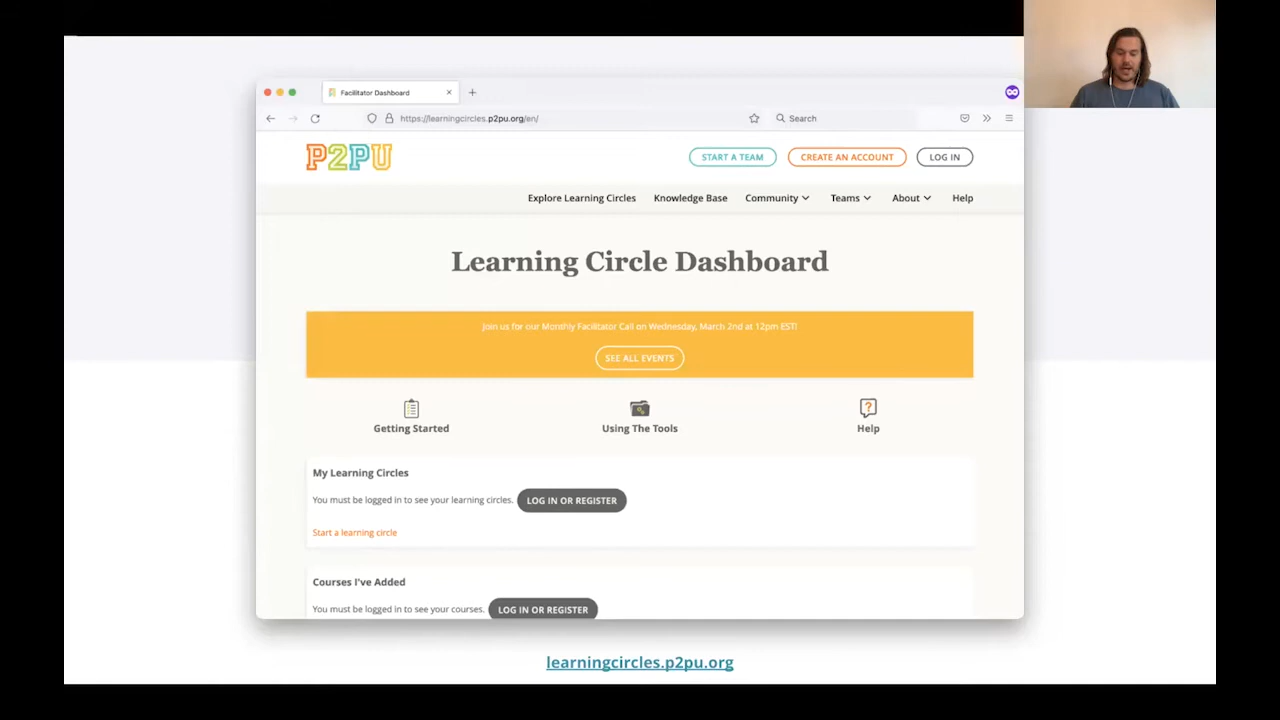 Facilitator Dashboard
https://learningcircles.p2pu.org/en/
Search
P2PU
START A TEAM
CREATE AN ACCOUNT
LOG IN
Explore Learning Circles
Knowledge Base
Community
Teams
About
Help
Learning Circle Dashboard
Join us for our Monthly Facilitator Call on Wednesday, March 2nd at 12pm EST!
SEE ALL EVENTS
Getting Started
Using The Tools
Help
My Learning Circles
You must be logged in to see your learning circles. LOG IN OR REGISTER
Start a learning circle
Courses I've Added
You must be logged in to see your courses. LOG IN OR REGISTER
learningcircles.p2pu.org